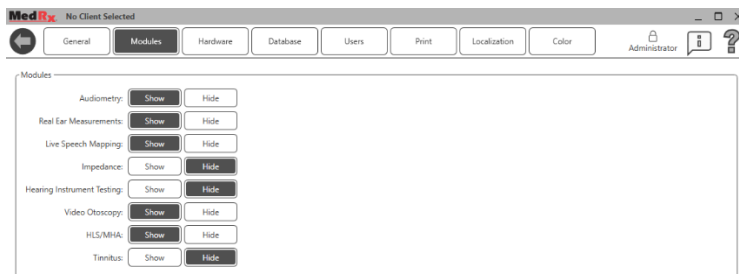 MedRx No Client Selected
General Modules Hardware Database Users Print Localization Color Administrator
Modules
Audiometry: Show Hide
Real Ear Measurements: Show Hide
Live Speech Mapping: Show Hide
Impedance: Show Hide
Hearing Instrument Testing: Show Hide
Video Otoscopy: Show Hide
HLS/MHA: Show Hide
Tinnitus: Show Hide